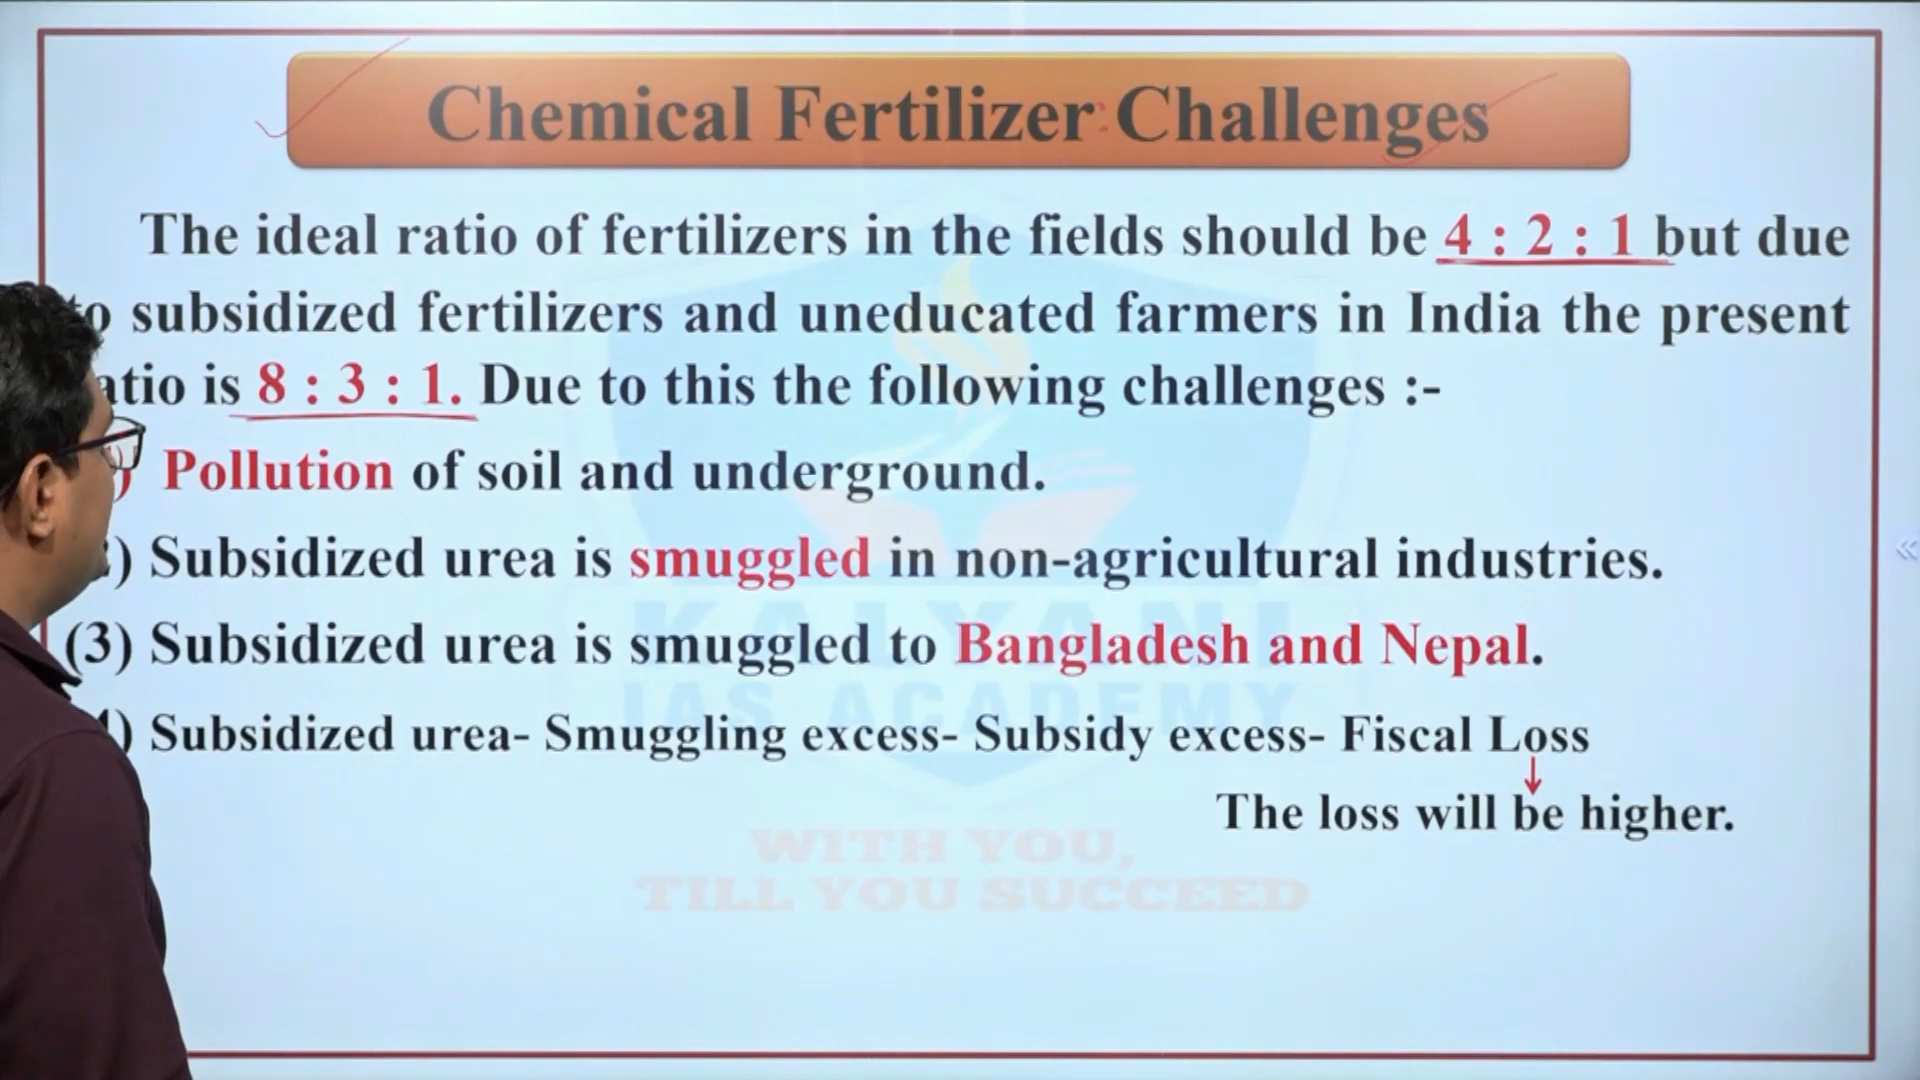 Chemical Fertilizer Challenges
The ideal ratio of fertilizers in the fields should be 4 : 2 : 1 but due
to subsidized fertilizers and uneducated farmers in India the present
ratio is 8 : 3 : 1. Due to this the following challenges :-
) Pollution of soil and underground.
) Subsidized urea is smuggled in non-agricultural industries.
(3) Subsidized urea is smuggled to Bangladesh and Nepal.
) Subsidized urea- Smuggling excess- Subsidy excess- Fiscal Loss
↓
The loss will be higher.
KALYANI
IAS ACADEMY
WITH YOU,
TILL YOU SUCCEED